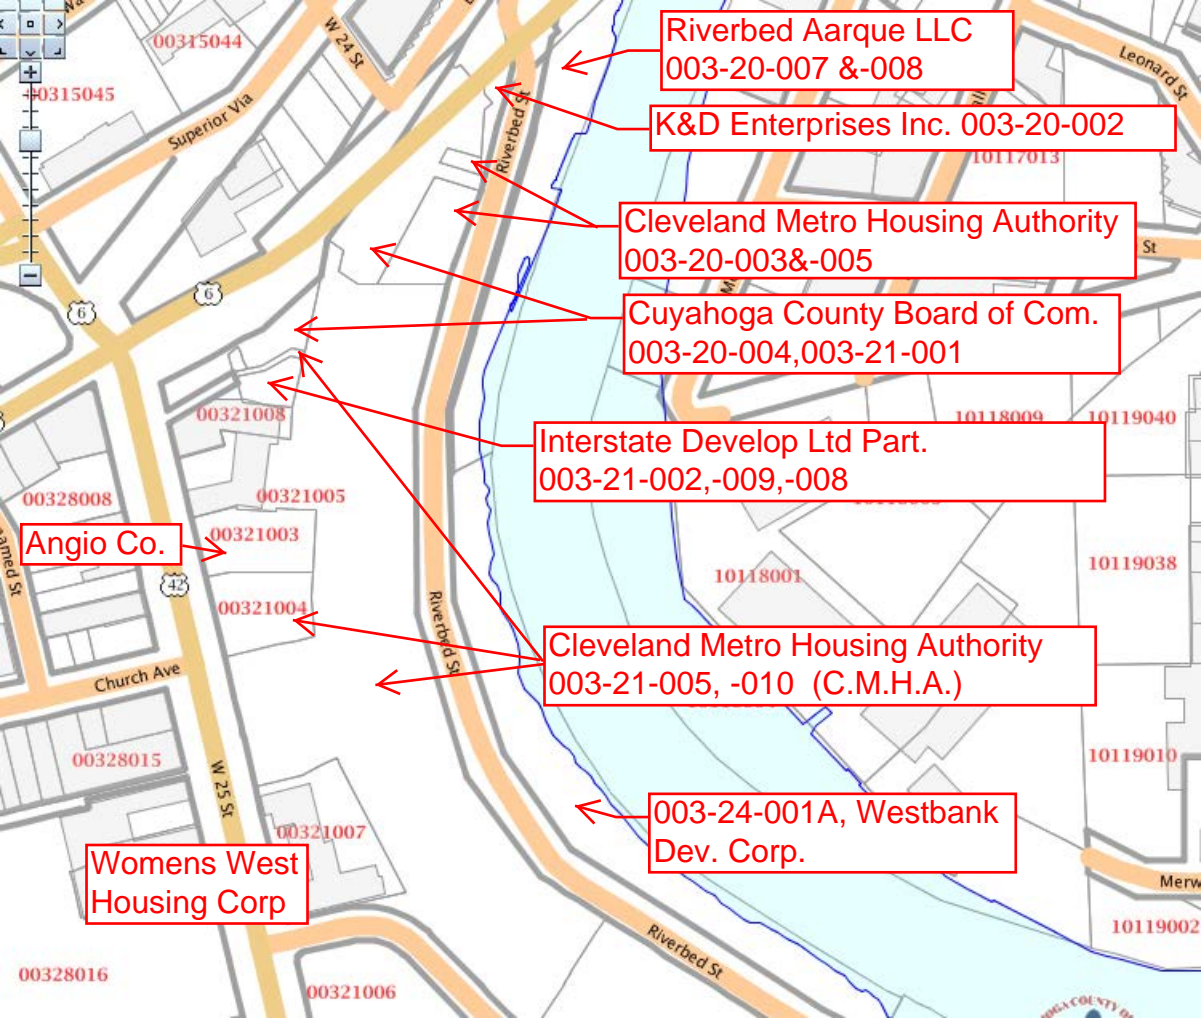 W 24 St
00315044
00315045
Superior Via
Riverbed St
Riverbed Aarque LLC
003-20-007 &-008
Leonard St
K&D Enterprises Inc. 003-20-002
10117013
Cleveland Metro Housing Authority
003-20-003&-005
St
6
6
Cuyahoga County Board of Com.
003-20-004,003-21-001
00321008
10118009
10119040
Interstate Develop Ltd Part.
003-21-002,-009,-008
00328008
00321005
Angio Co.
00321003
42
10118001
10119038
00321004
Riverbed St
Cleveland Metro Housing Authority
003-21-005, -010 (C.M.H.A.)
Church Ave
00328015
W 25 St
10119010
003-24-001A, Westbank
Dev. Corp.
00321007
Womens West
Housing Corp
Merw
10119002
Riverbed St
00328016
00321006
OGA COUNTY O